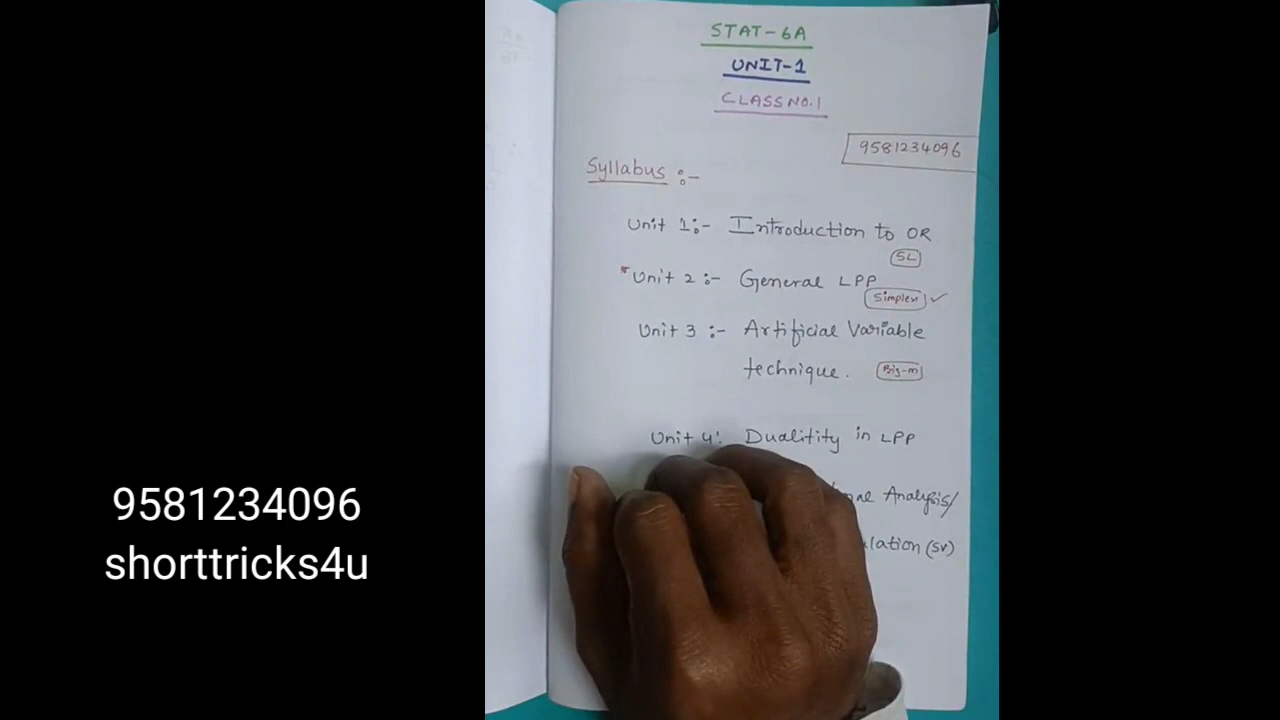 STAT-6A
UNIT-1
CLASS NO.1
9581234096
Syllabus :-
Unit 1:- Introduction to OR
SL
* Unit 2 :- General LPP
Simplex ✓
Unit 3 :- Artificial Variable
technique.
Big-m
Unit 4: Dualitity in LPP
Analysis/
(SV)
9581234096
shorttricks4u